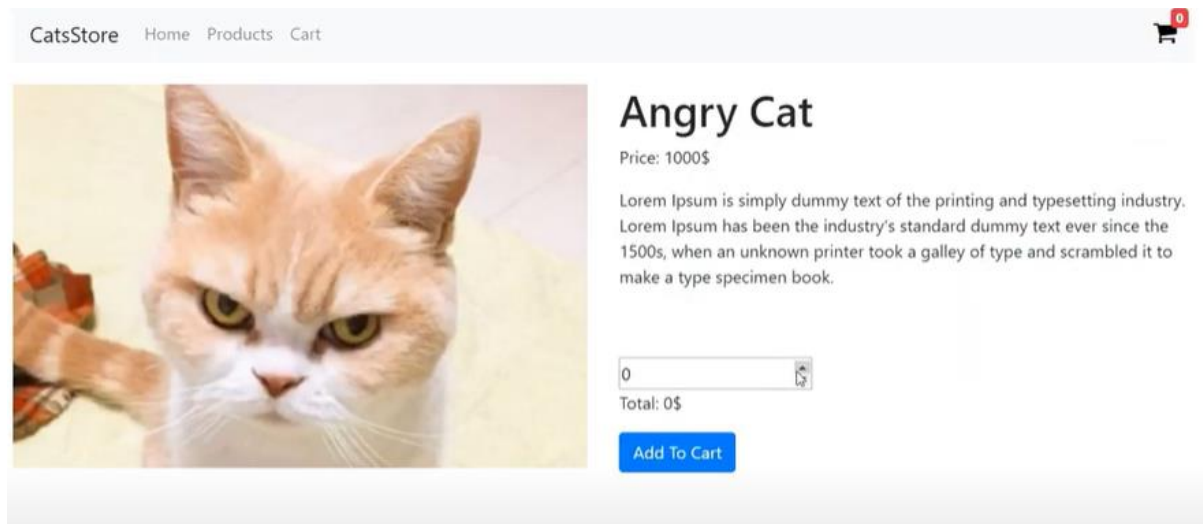 CatsStore Home Products Cart 0
Angry Cat
Price: 1000$
Lorem Ipsum is simply dummy text of the printing and typesetting industry.
Lorem Ipsum has been the industry's standard dummy text ever since the
1500s, when an unknown printer took a galley of type and scrambled it to
make a type specimen book.
0
Total: 0$
Add To Cart